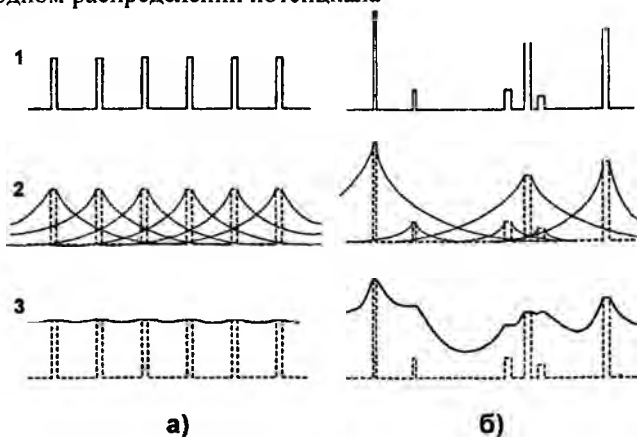 одном распределении потенциала
1
2
3
а) б)